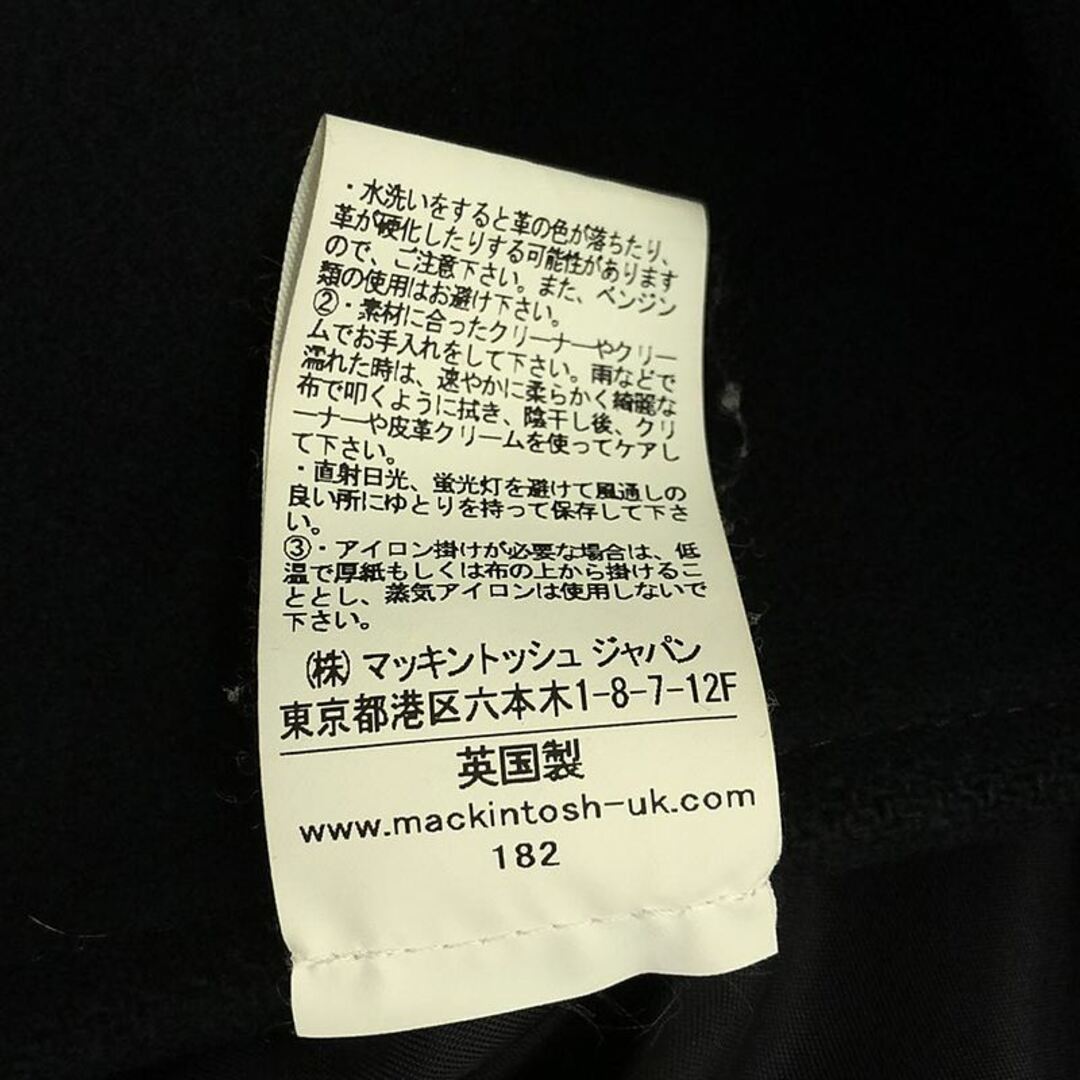 ・水洗いをすると革の色が落ちたり、
革が硬化したりする可能性があります
ので、ご注意下さい。また、ベンジン
類の使用はお避け下さい。
②・素材に合ったクリーナーやクリー
ムでお手入れをして下さい。雨などで
濡れた時は、速やかに柔らかく綺麗な
布で叩くように拭き、陰干し後、クリ
ーナーや皮革クリームを使ってケアし
て下さい。
・直射日光、蛍光灯を避けて風通しの
良い所にゆとりを持って保存して下さ
い。
③・アイロン掛けが必要な場合は、低
温で厚紙もしくは布の上から掛けるこ
ととし、蒸気アイロンは使用しないで
下さい。
(株) マッキントッシュ ジャパン
東京都港区六本木1-8-7-12F
英国製
www.mackintosh-uk.com
182